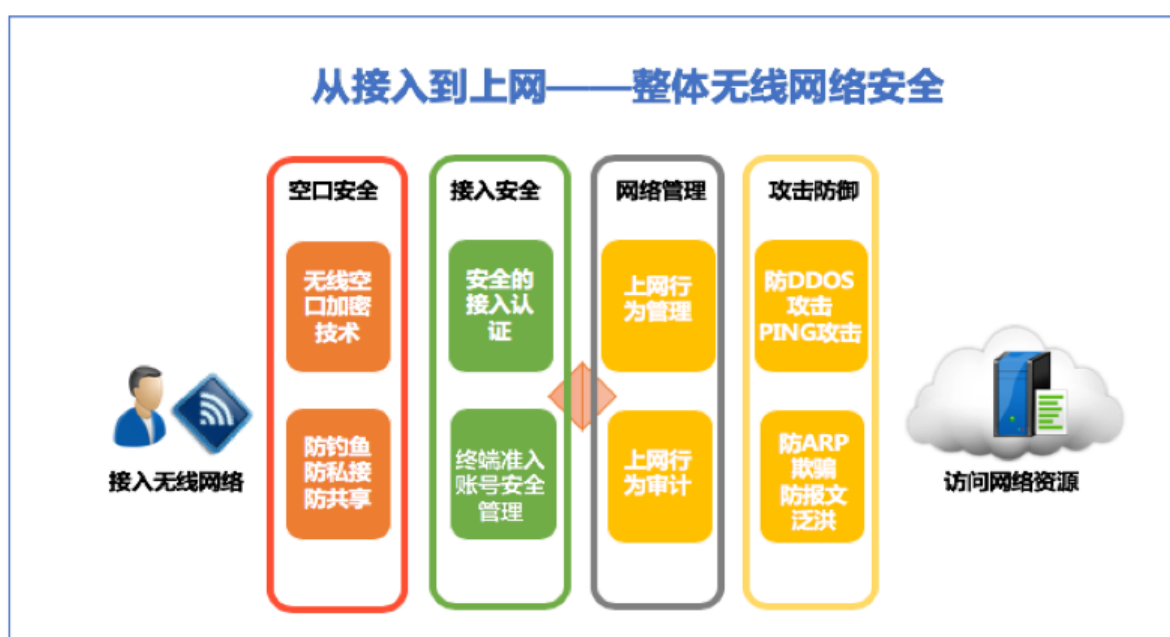 从接入到上网——整体无线网络安全
空口安全
无线空
口加密
技术
防钓鱼
防私接
防共享
接入安全
安全的
接入认
证
终端准入
账号安全
管理
网络管理
上网行
为管理
上网行
为审计
攻击防御
防DDOS
攻击
PING攻击
防ARP
欺骗
防报文
泛洪
接入无线网络
访问网络资源